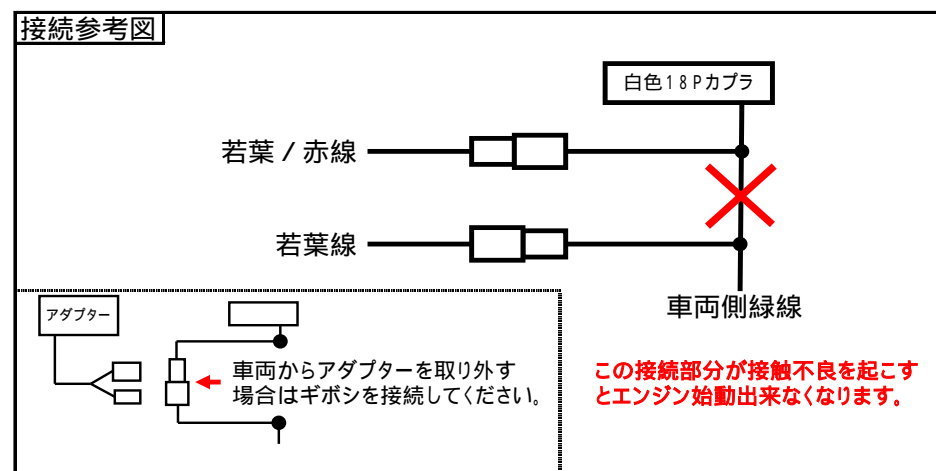 接続参考図
白色18Pカプラ
若葉 / 赤線
若葉線
車両側緑線
アダプター
車両からアダプターを取り外す
場合はギボシを接続してください。
この接続部分が接触不良を起こす
とエンジン始動出来なくなります。